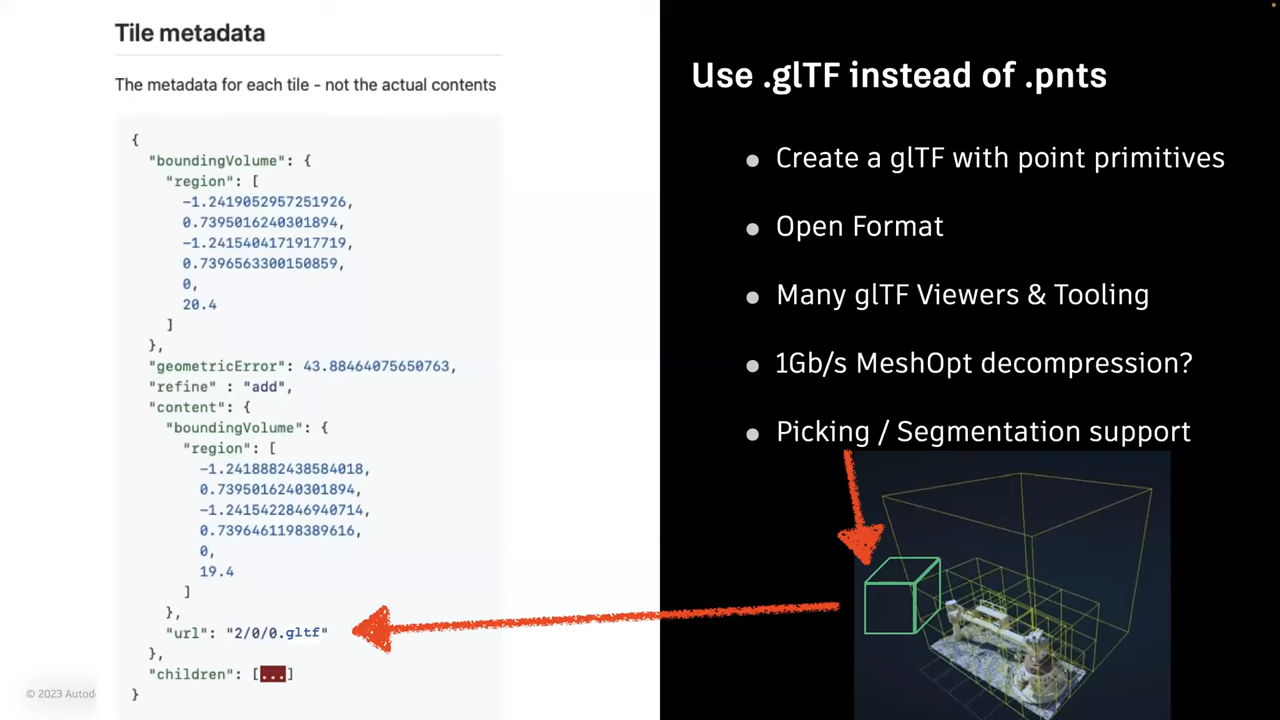 Tile metadata
The metadata for each tile - not the actual contents
{
"boundingVolume": {
"region": [
-1.2419052957251926,
0.7395016240301894,
-1.2415404171917719,
0.7396563300150859,
0,
20.4
]
},
"geometricError": 43.88464075650763,
"refine" : "add",
"content": {
"boundingVolume": {
"region": [
-1.2418882438584018,
0.7395016240301894,
-1.2415422846940714,
0.7396461198389616,
0,
19.4
]
},
"url": "2/0/0.gltf"
},
"children": [...]
}
© 2023 Autod
Use .glTF instead of .pnts
• Create a glTF with point primitives
• Open Format
• Many glTF Viewers & Tooling
• 1Gb/s MeshOpt decompression?
• Picking / Segmentation support